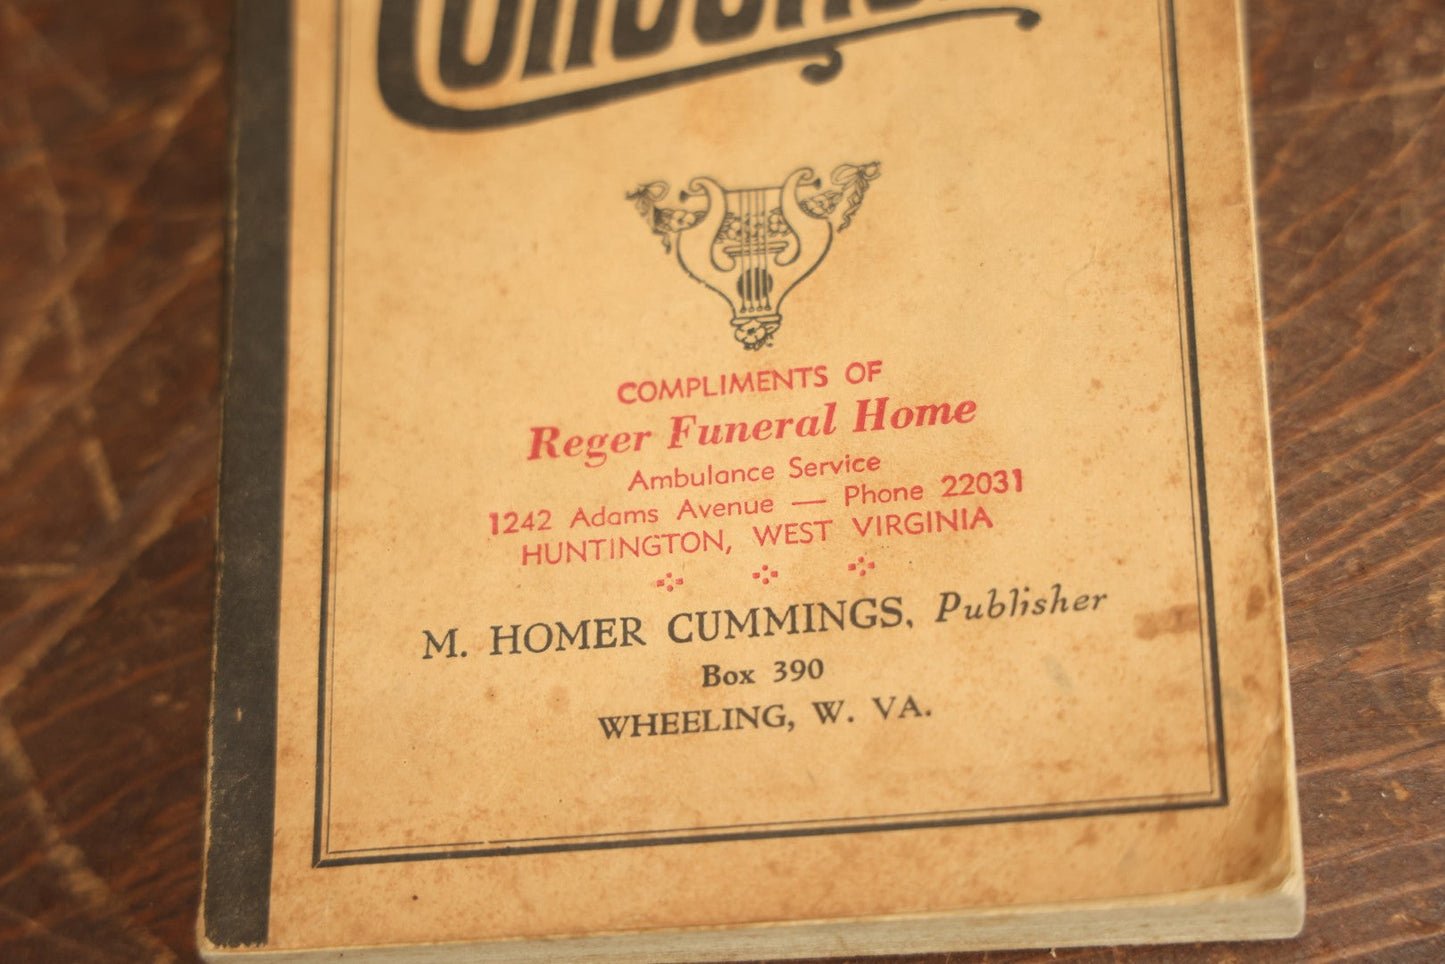 COMPLIMENTS OF
Reger Funeral Home
Ambulance Service
1242 Adams Avenue — Phone 22031
HUNTINGTON, WEST VIRGINIA
M. HOMER CUMMINGS, Publisher
Box 390
WHEELING, W. VA.